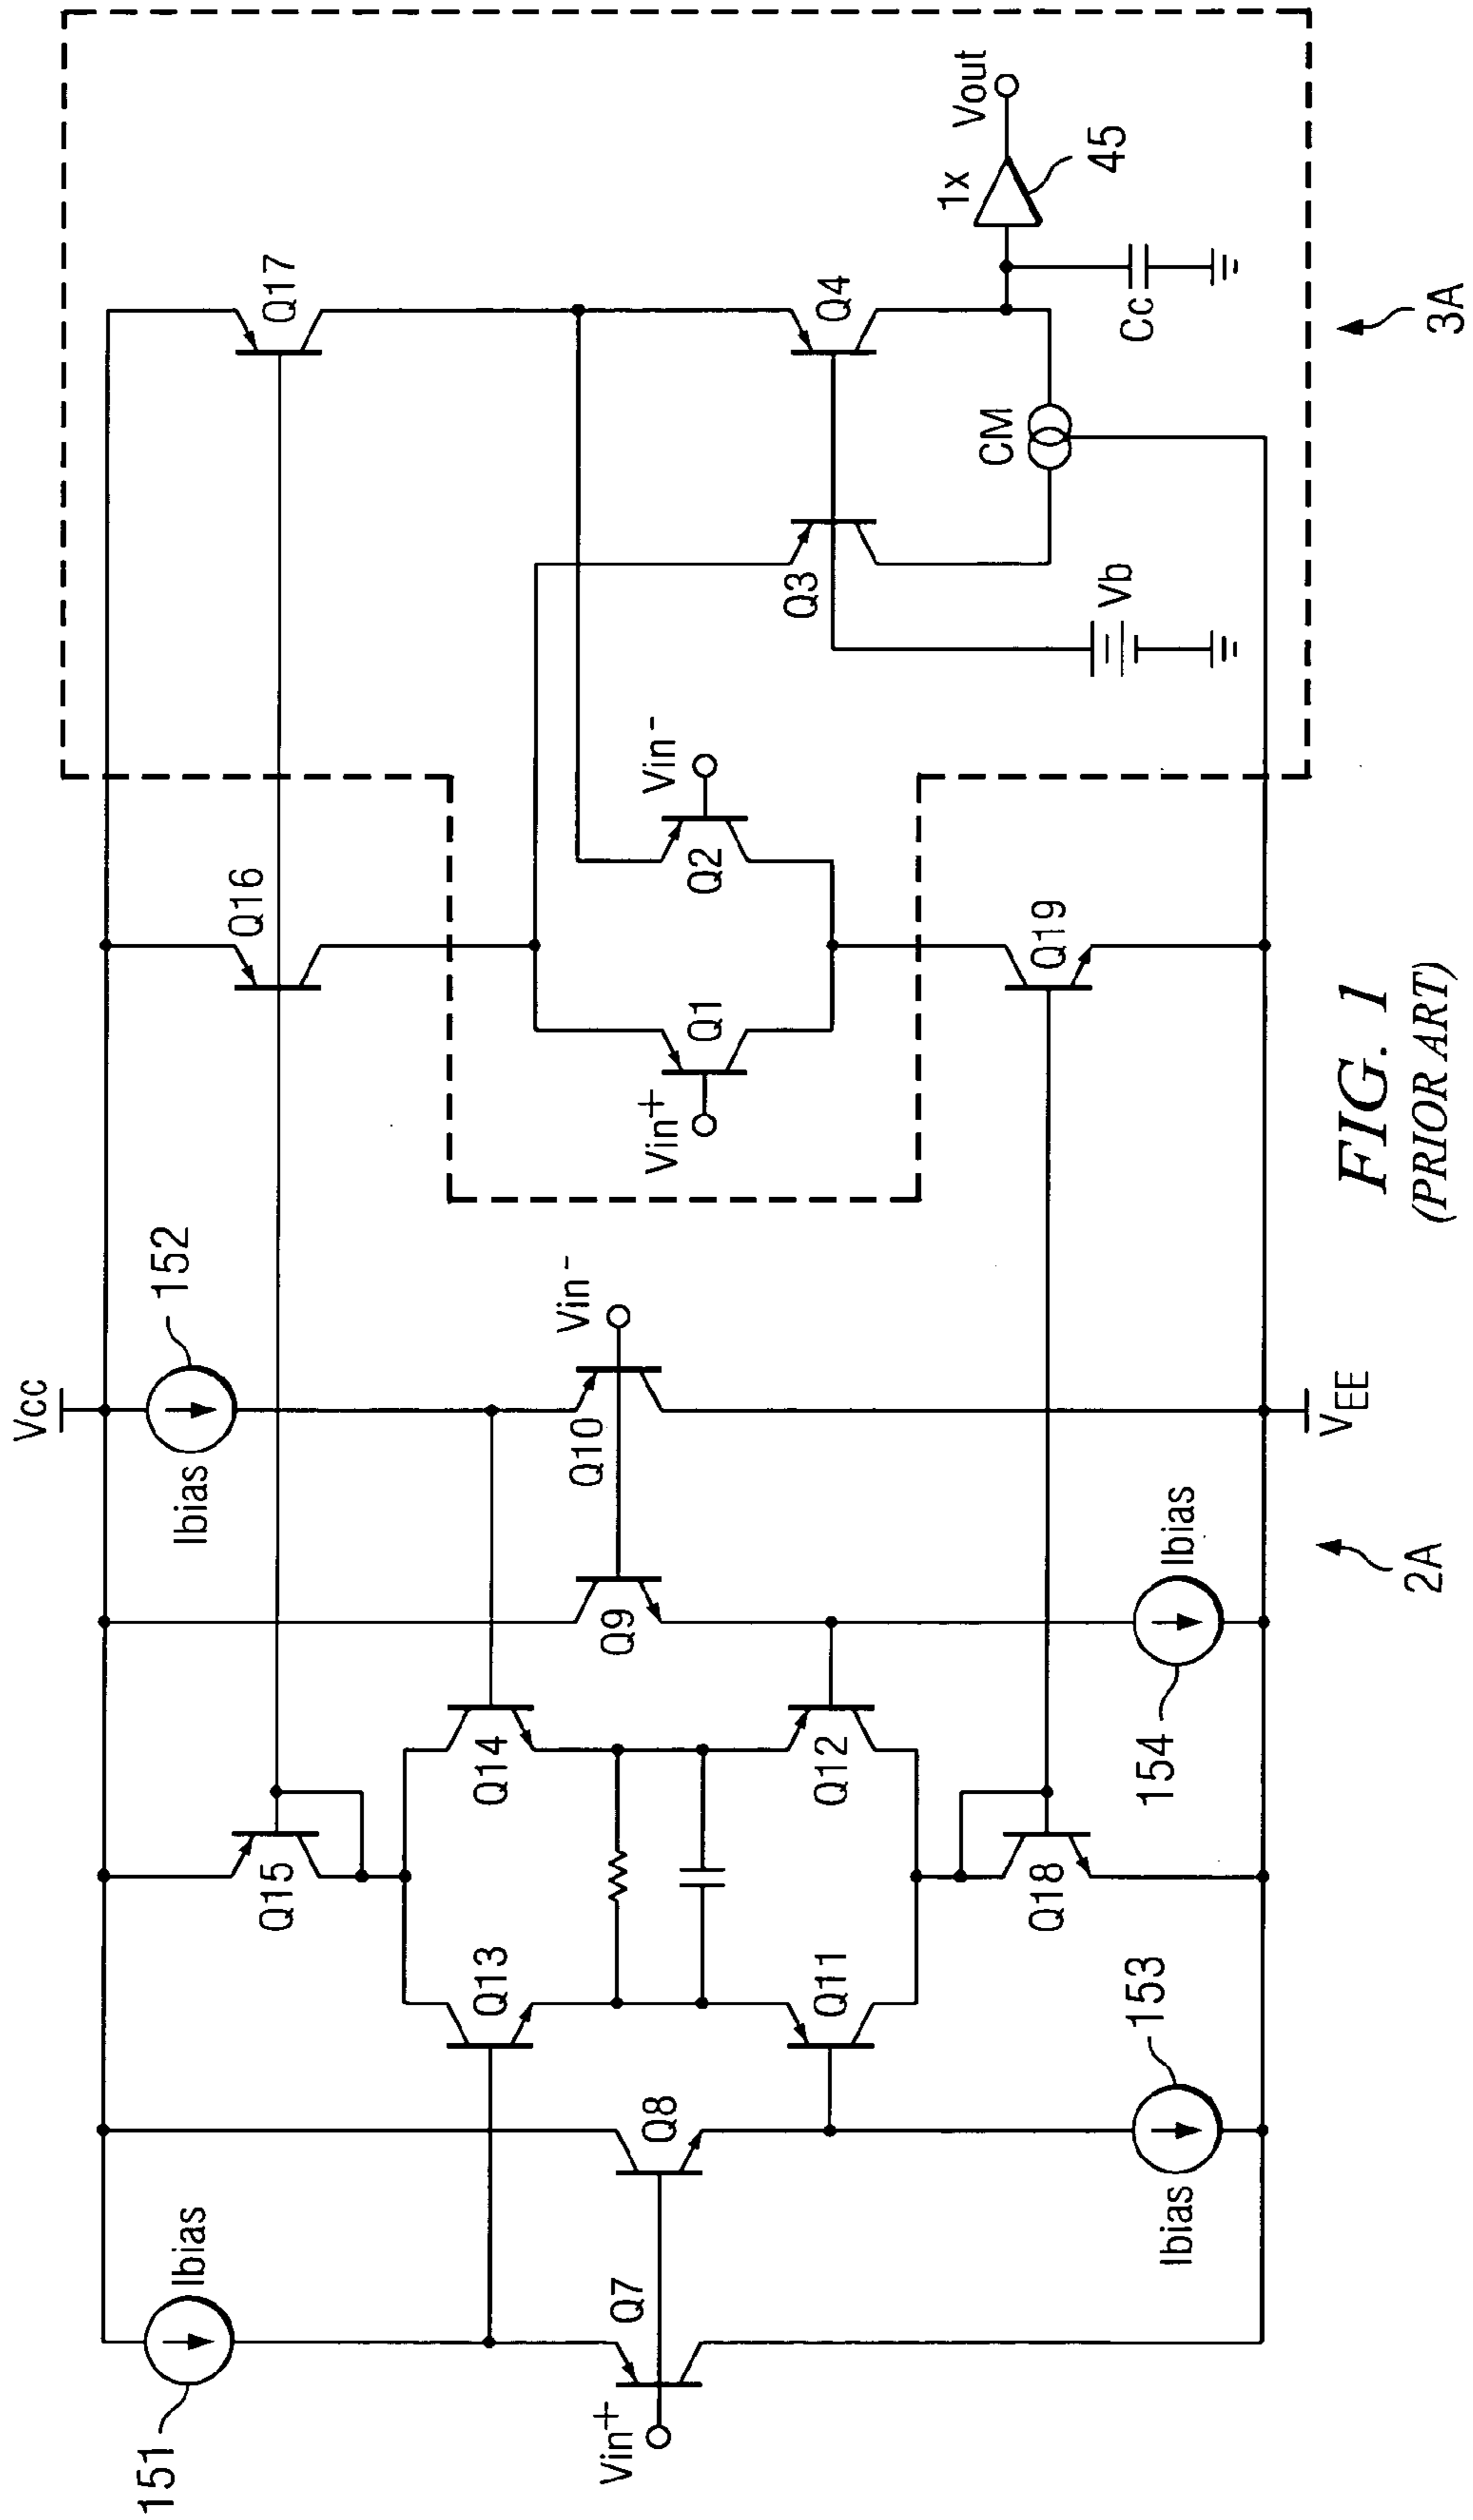 Vcc
151
Ibias
Ibias
152
Q15
Q16
Q17
Q13
Q14
Vin+
Q7
Q8
Q9
Q10
Vin-
Vin+
Q1
Q2
Vin-
Q11
Q12
Q3
Q4
1x
Vout
45
CM
Cc
Vb
Q18
Q19
Ibias
153
154
Ibias
VEE
2A
3A
FIG. 1
(PRIOR ART)